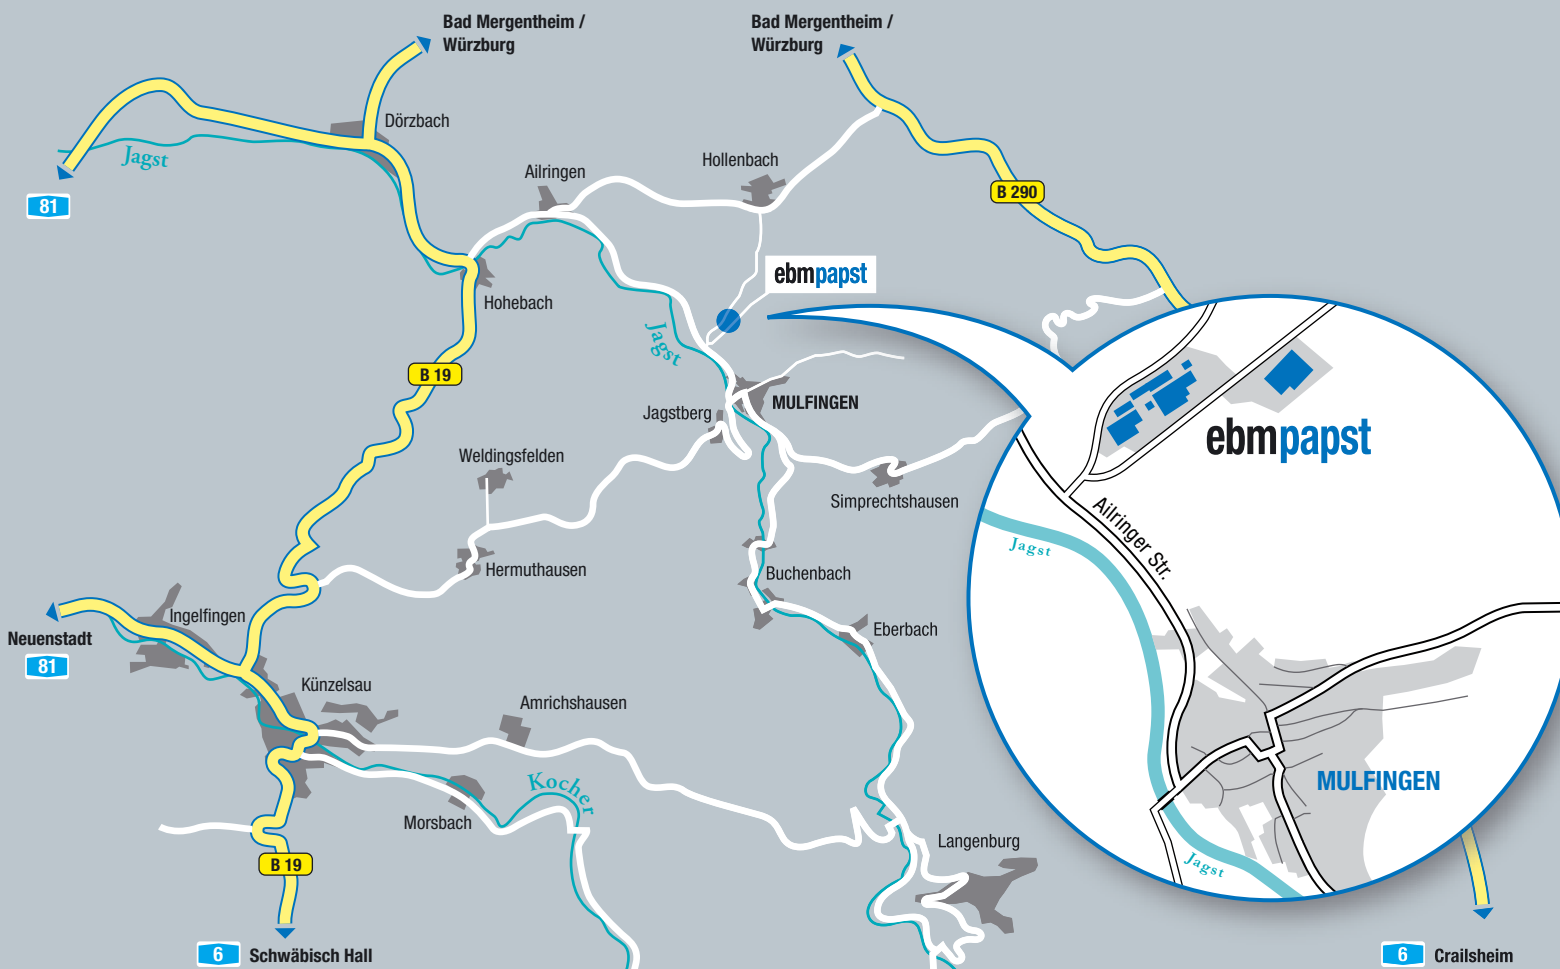 Bad Mergentheim /
Würzburg
Bad Mergentheim /
Würzburg
Dörzbach
Jagst
81
Ailringen
Hollenbach
B 290
ebmpapst
Hohebach
Jagst
B 19
MULFINGEN
Jagstberg
Weldingsfelden
Simprechtshausen
Hermuthausen
Buchenbach
Eberbach
Ingelfingen
Neuenstadt
81
Künzelsau
Amrichshausen
Kocher
Morsbach
Langenburg
B 19
6 Schwäbisch Hall
ebmpapst
Ailringer Str.
Jagst
MULFINGEN
Jagst
6 Crailsheim